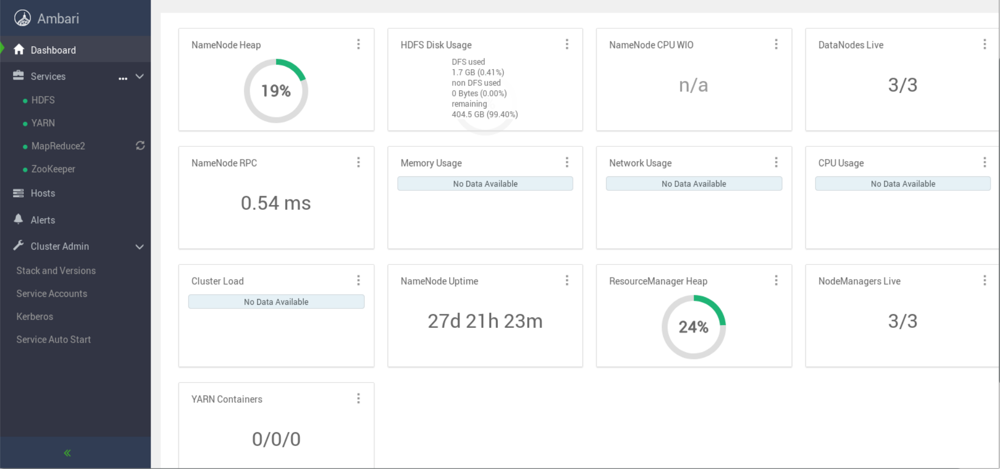 Ambari
Dashboard
Services
HDFS
YARN
MapReduce2
ZooKeeper
Hosts
Alerts
Cluster Admin
Stack and Versions
Service Accounts
Kerberos
Service Auto Start
NameNode Heap
19%
HDFS Disk Usage
DFS used
1.7 GB (0.41%)
non DFS used
0 Bytes (0.00%)
remaining
404.5 GB (99.40%)
NameNode CPU WIO
n/a
DataNodes Live
3/3
NameNode RPC
0.54 ms
Memory Usage
No Data Available
Network Usage
No Data Available
CPU Usage
No Data Available
Cluster Load
No Data Available
NameNode Uptime
27d 21h 23m
ResourceManager Heap
24%
NodeManagers Live
3/3
YARN Containers
0/0/0